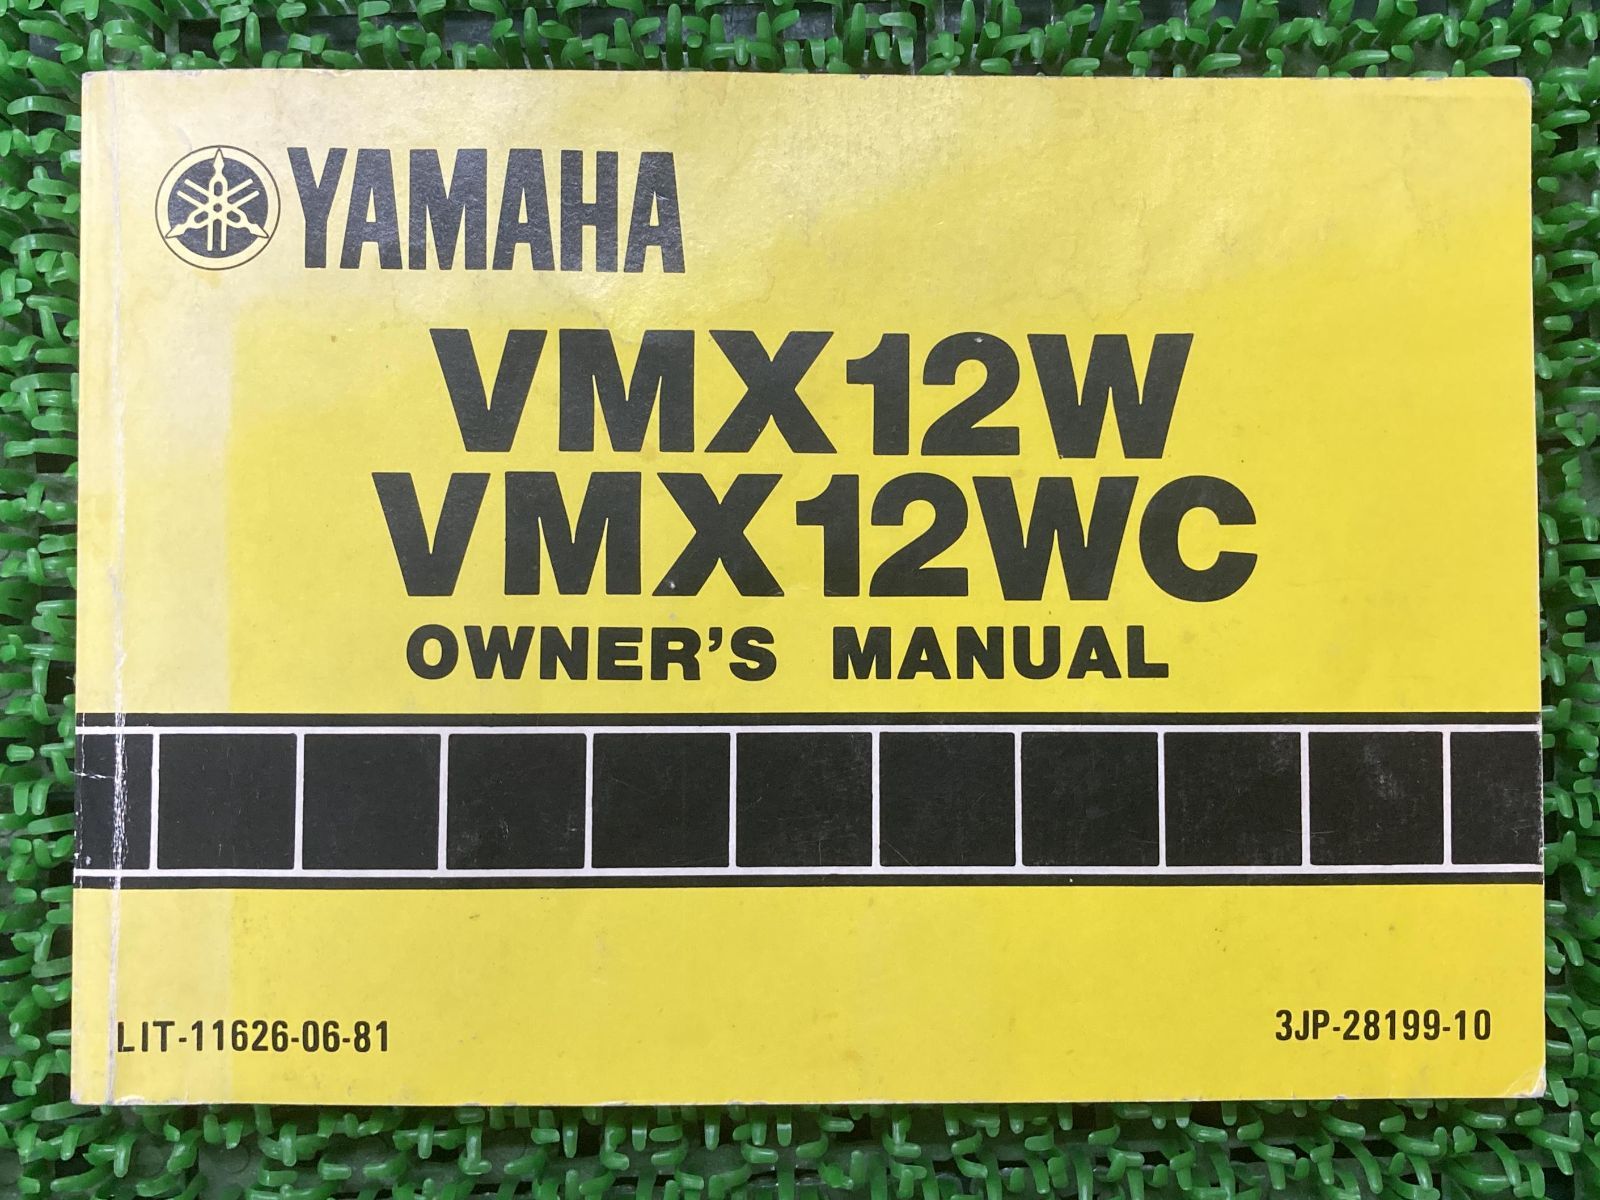 YAMAHA
VMX12W
VMX12WC
OWNER'S MANUAL
LIT-11626-06-81
3JP-28199-10